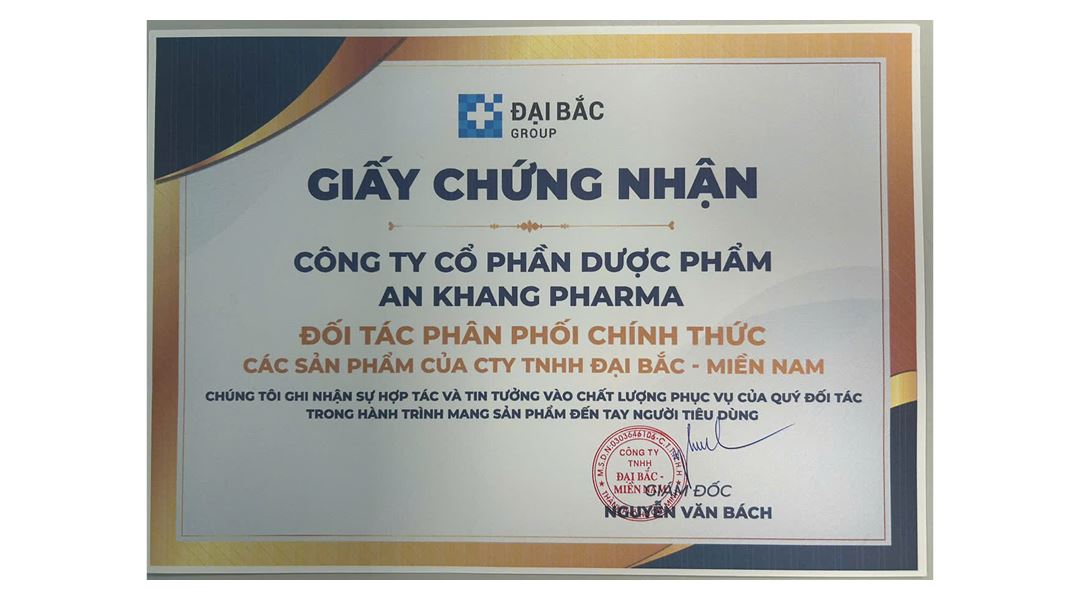 ĐẠI BẮC
GROUP
GIẤY CHỨNG NHẬN
CÔNG TY CỔ PHẦN DƯỢC PHẨM
AN KHANG PHARMA
ĐỐI TÁC PHÂN PHỐI CHÍNH THỨC
CÁC SẢN PHẨM CỦA CTY TNHH ĐẠI BẮC - MIỀN NAM
CHÚNG TÔI GHI NHẬN SỰ HỢP TÁC VÀ TIN TƯỞNG VÀO CHẤT LƯỢNG PHỤC VỤ CỦA QUÝ ĐỐI TÁC
TRONG HÀNH TRÌNH MANG SẢN PHẨM ĐẾN TAY NGƯỜI TIÊU DÙNG
M.S.D.N:0303646106-C.T.T.N.H.H
CÔNG TY
TNHH
ĐẠI BẮC -
MIỀN NAM
GIÁM ĐỐC
NGUYỄN VĂN BÁCH